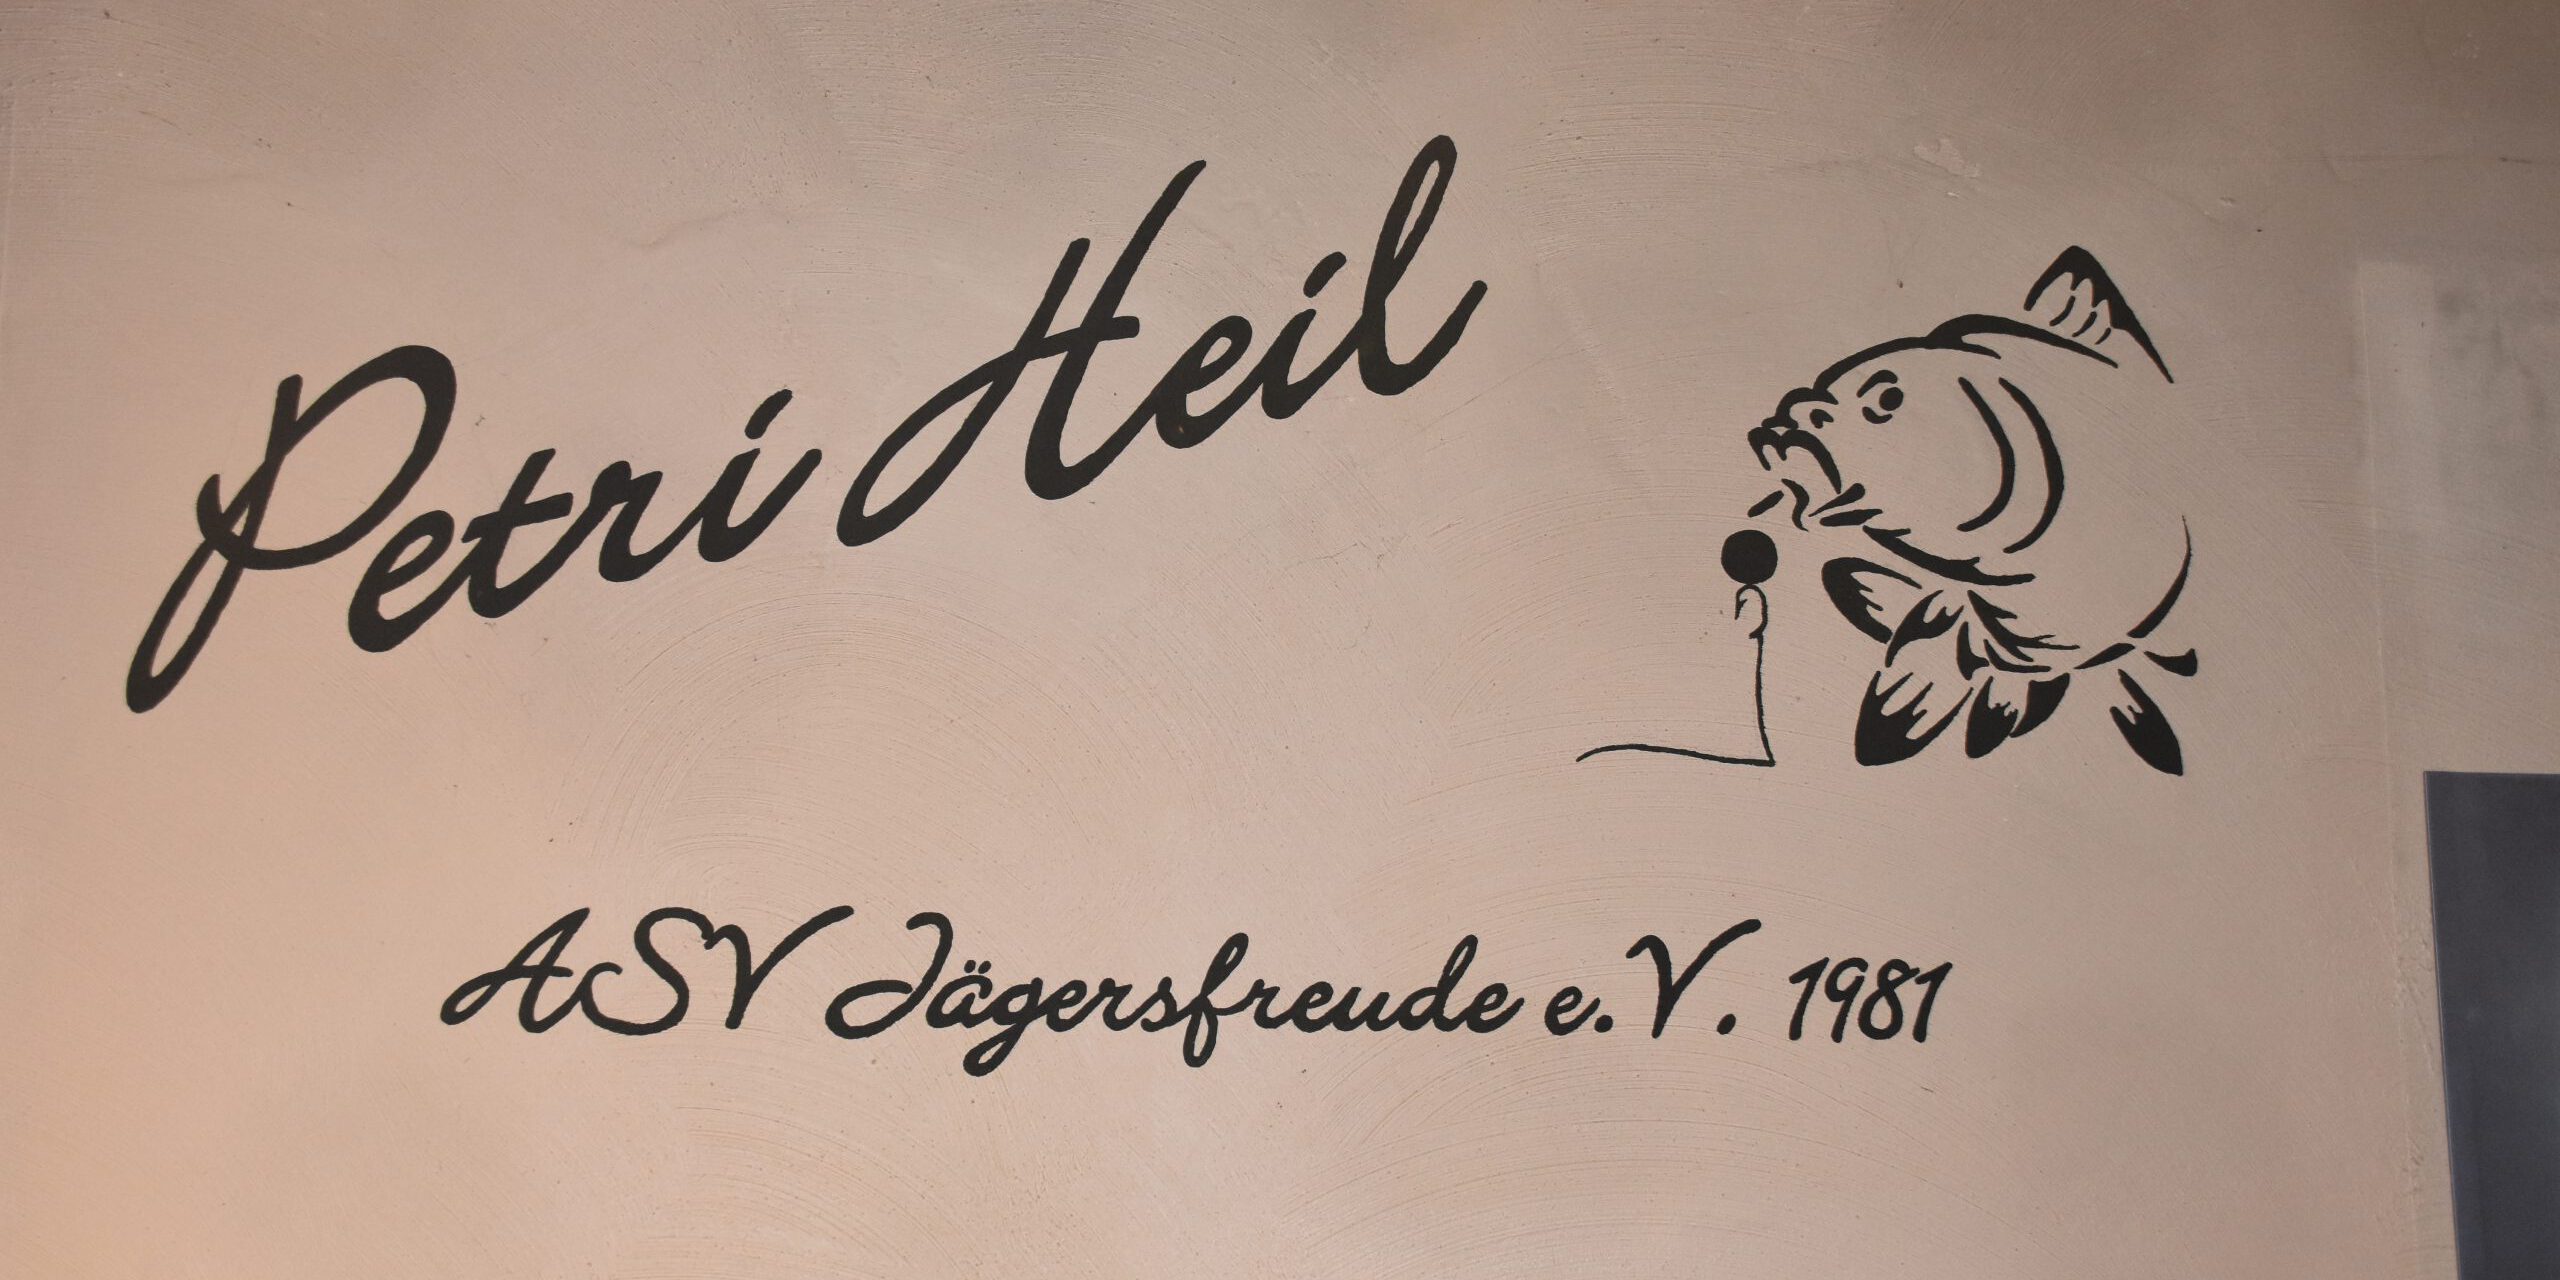 Petri Heil
ASV Jägersfreude e.V. 1981